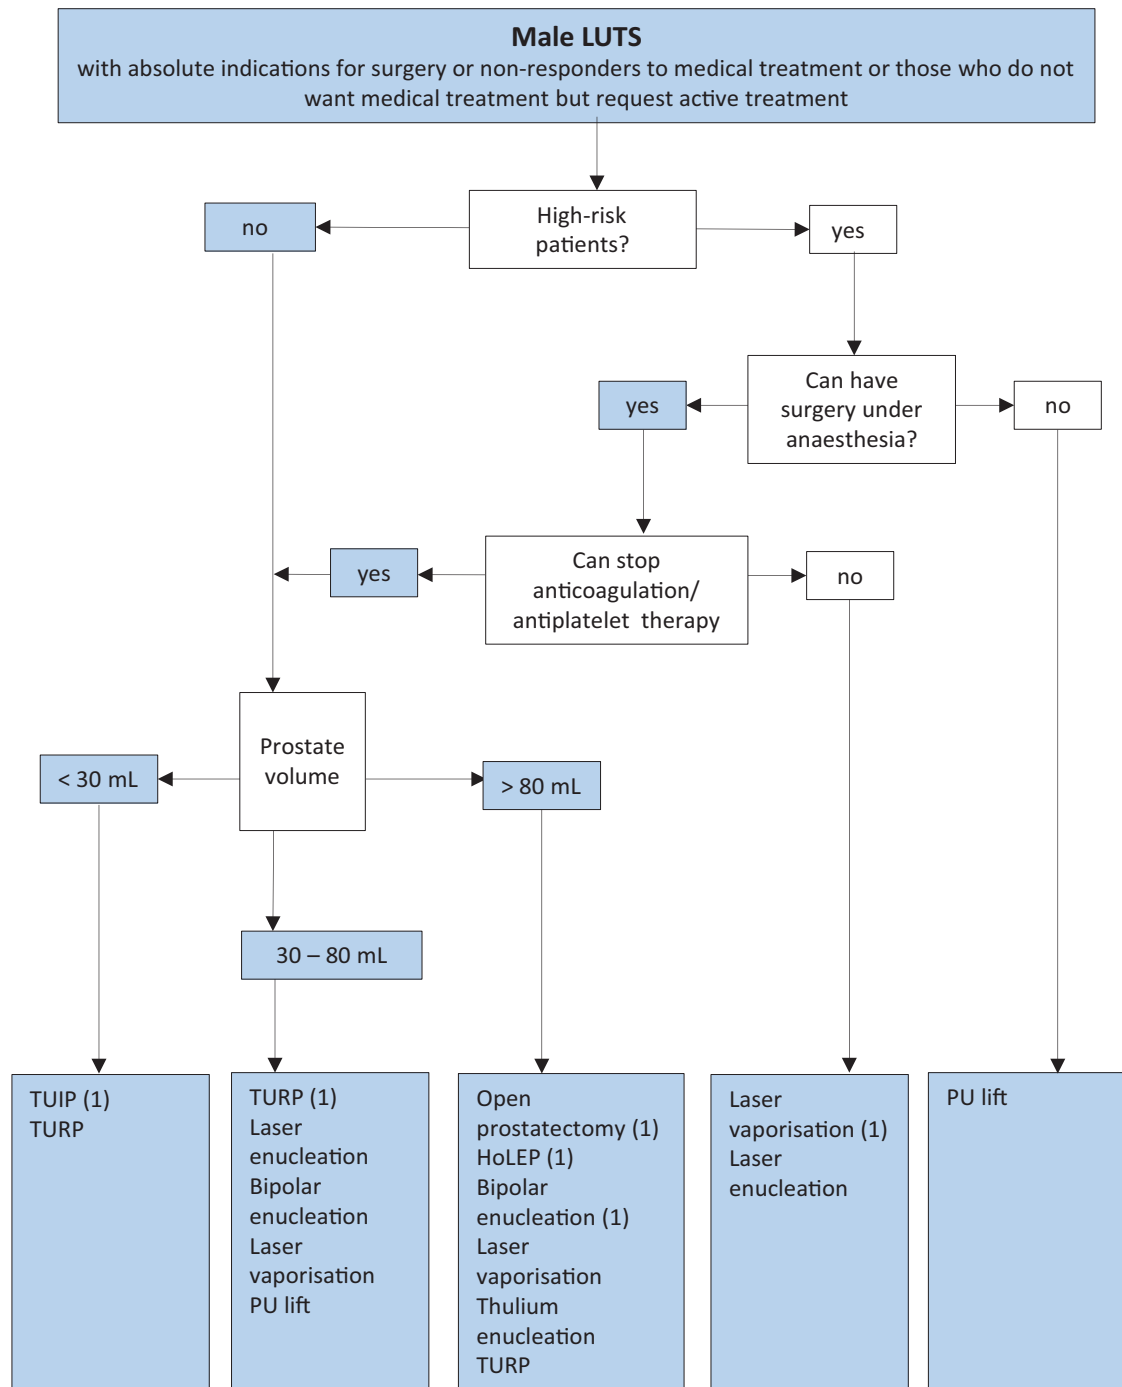 Male LUTS
with absolute indications for surgery or non-responders to medical treatment or those who do not
want medical treatment but request active treatment
no
High-risk
patients?
yes
yes
Can have
surgery under
anaesthesia?
no
yes
Can stop
anticoagulation/
antiplatelet therapy
no
Prostate
volume
< 30 mL
> 80 mL
30 – 80 mL
TUIP (1)
TURP
TURP (1)
Laser
enucleation
Bipolar
enucleation
Laser
vaporisation
PU lift
Open
prostatectomy (1)
HoLEP (1)
Bipolar
enucleation (1)
Laser
vaporisation
Thulium
enucleation
TURP
Laser
vaporisation (1)
Laser
enucleation
PU lift